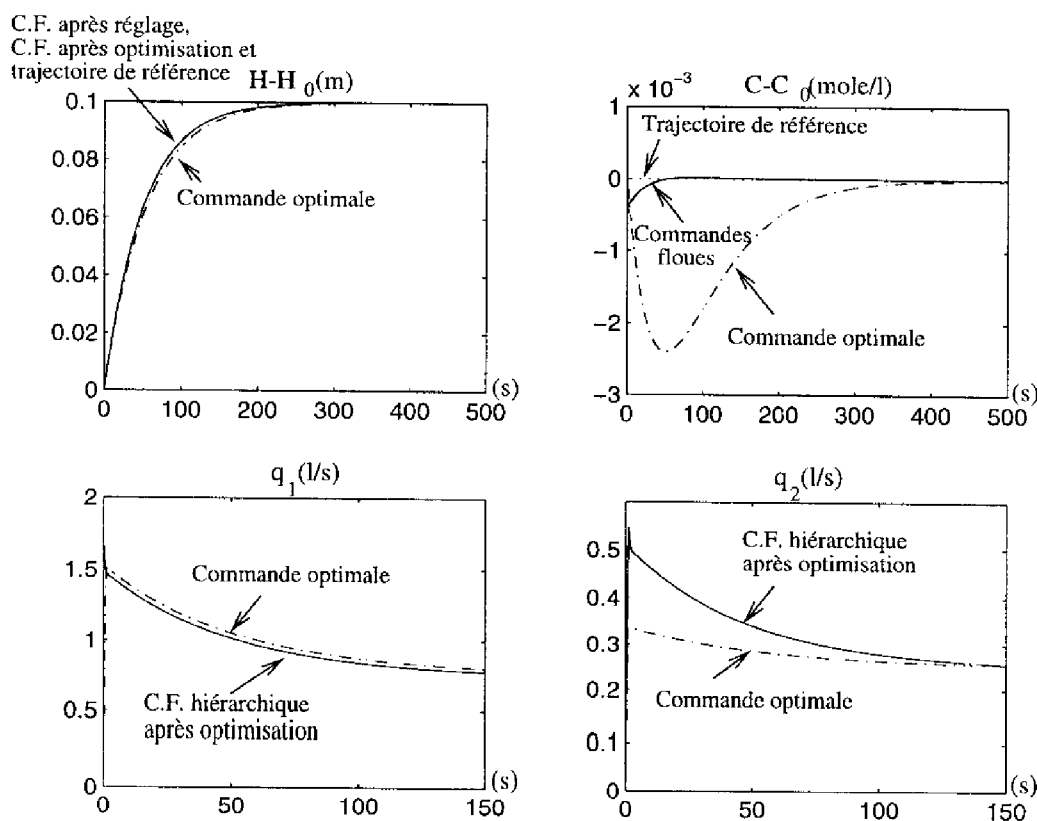 C.F. après réglage,
C.F. après optimisation et
trajectoire de référence
H-H 0(m)
0.1
0.08
0.06
0.04
0.02
0
Commande optimale
0 100 200 300 400 500
(s)
x 10⁻³
C-C 0(mole/l)
1
0
−1
−2
−3
Trajectoire de référence
Commandes
floues
Commande optimale
0 100 200 300 400 500
(s)
q 1(l/s)
2
1.5
1
0.5
0
Commande optimale
C.F. hiérarchique
après optimisation
0 50 100 150
(s)
q 2(l/s)
0.5
0.4
0.3
0.2
0.1
0
C.F. hiérarchique
après optimisation
Commande optimale
0 50 100 150
(s)